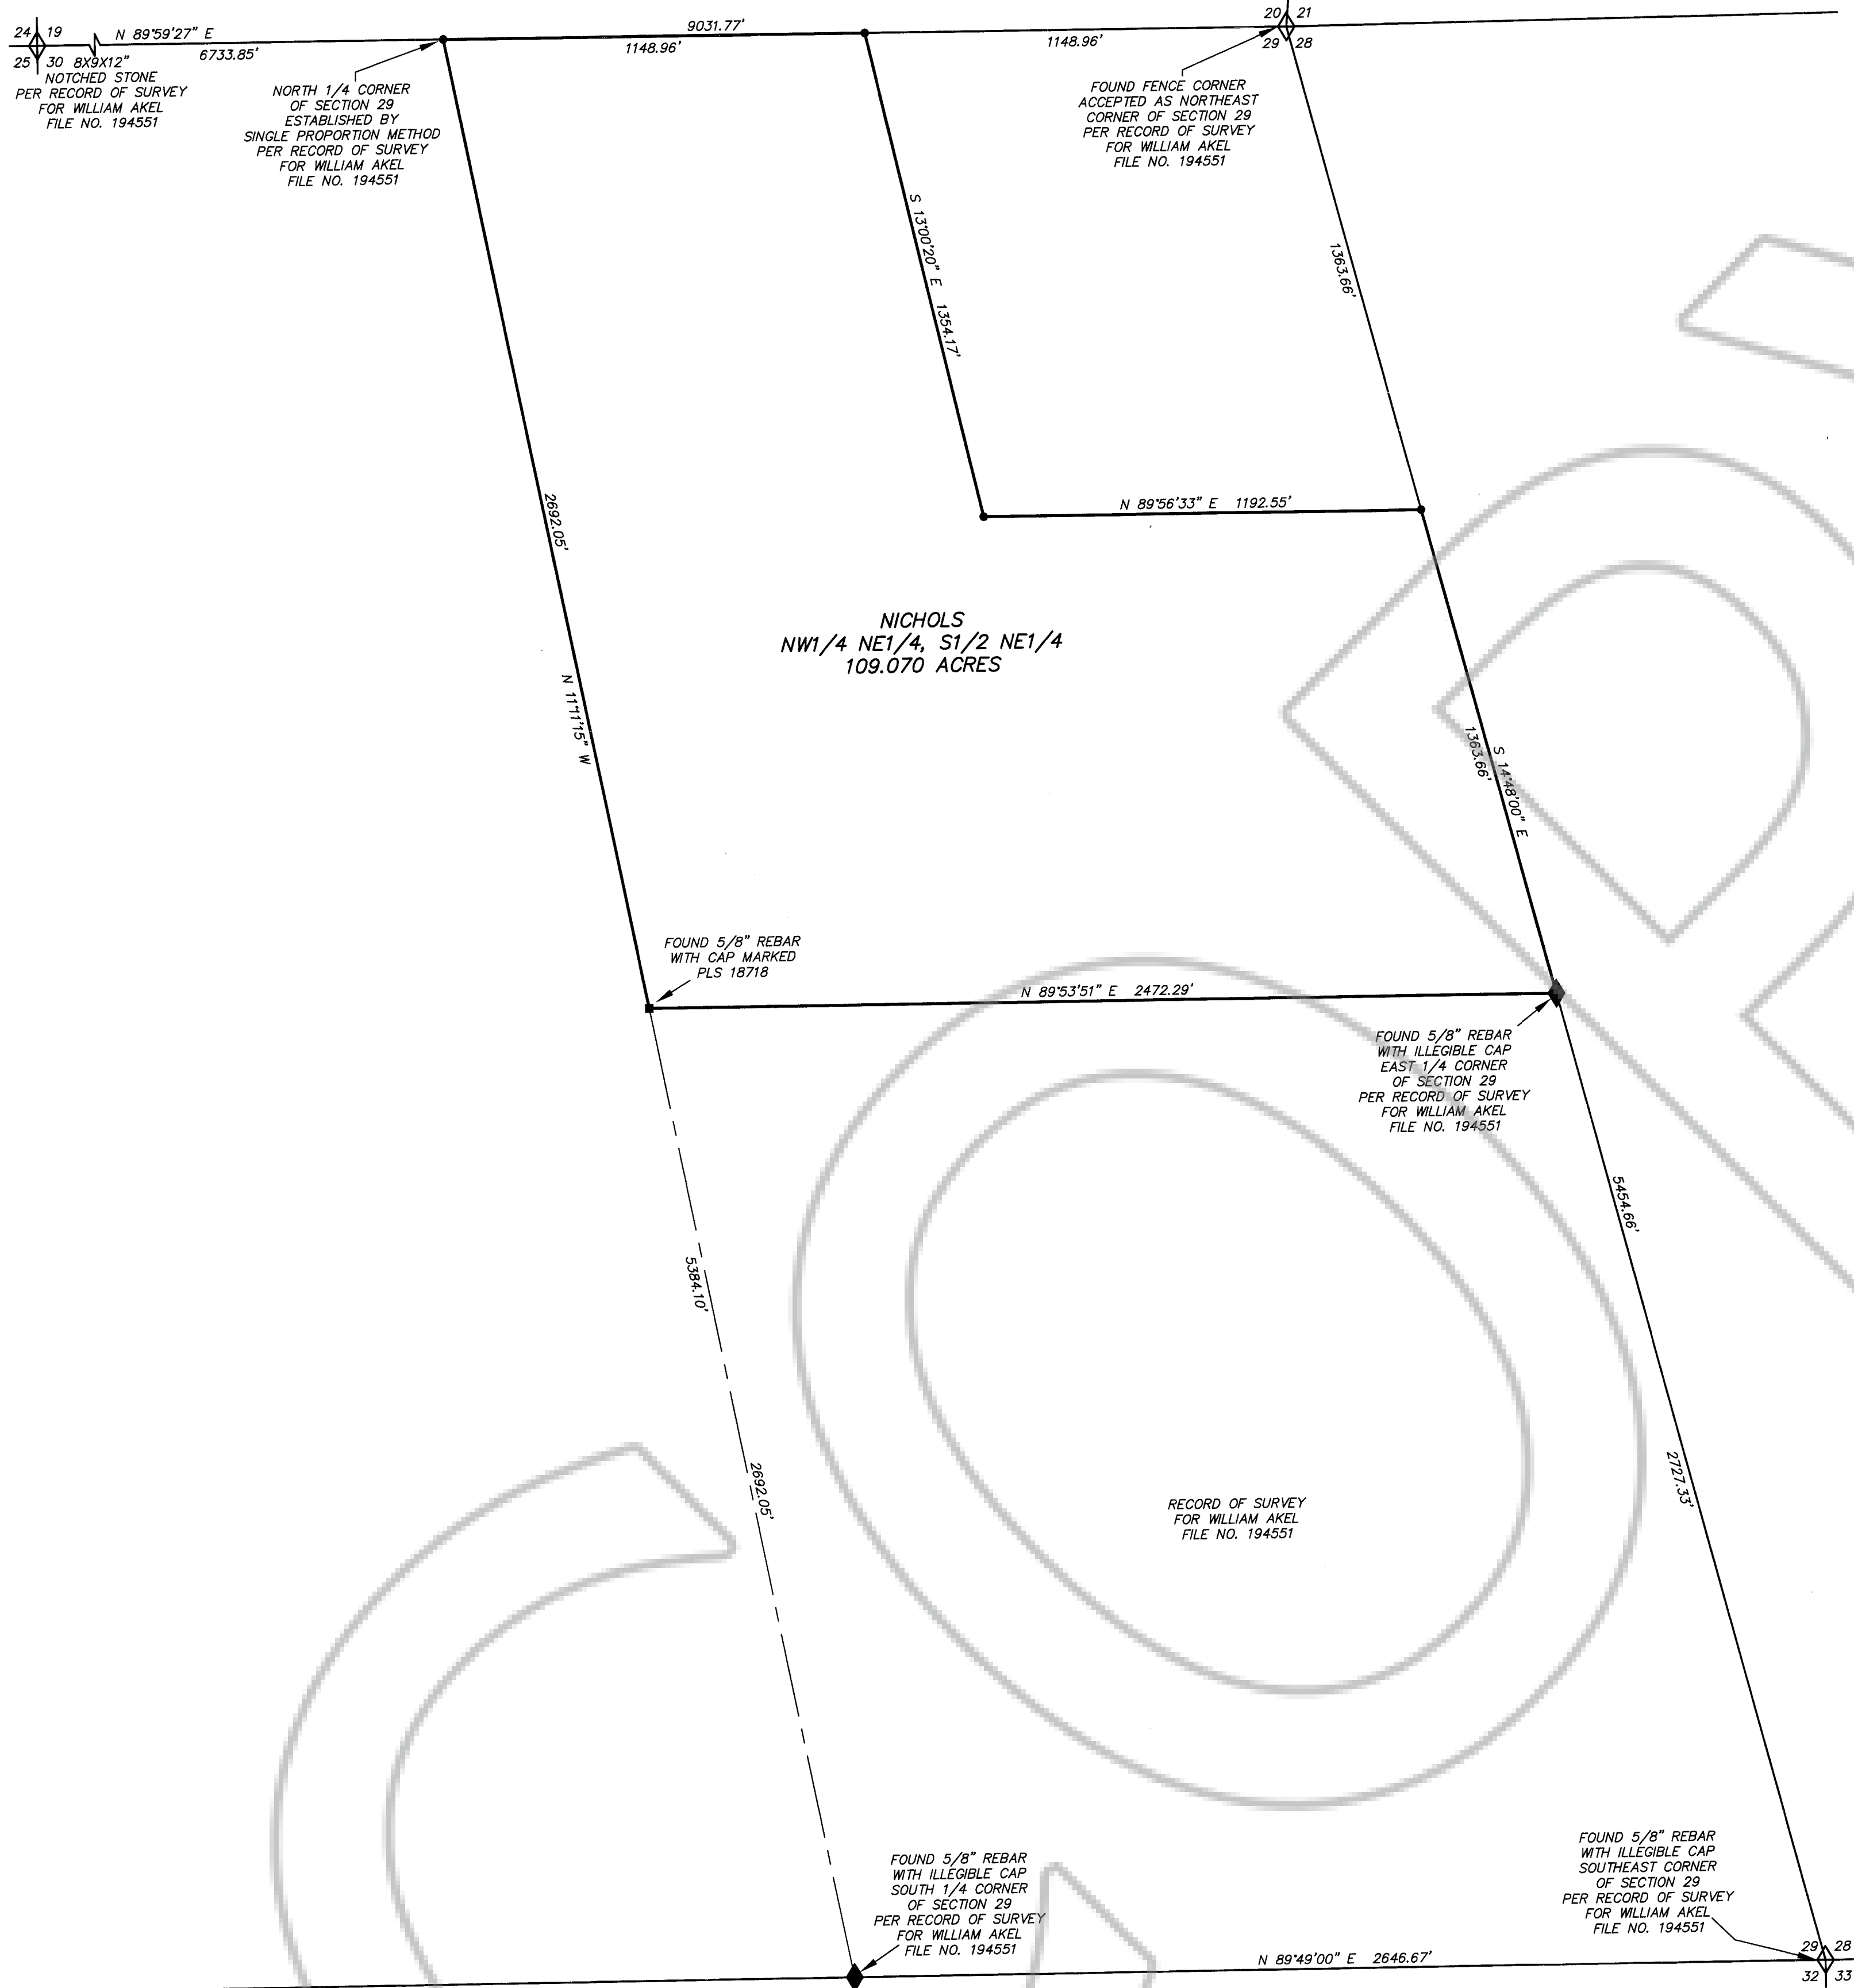 24 19
25 30
N 89°59'27" E
6733.85'
8X9X12"
NOTCHED STONE
PER RECORD OF SURVEY
FOR WILLIAM AKEL
FILE NO. 194551
9031.77'
1148.96'
1148.96'
20 21
29 28
NORTH 1/4 CORNER
OF SECTION 29
ESTABLISHED BY
SINGLE PROPORTION METHOD
PER RECORD OF SURVEY
FOR WILLIAM AKEL
FILE NO. 194551
FOUND FENCE CORNER
ACCEPTED AS NORTHEAST
CORNER OF SECTION 29
PER RECORD OF SURVEY
FOR WILLIAM AKEL
FILE NO. 194551
S 13°00'20" E 1354.17'
1363.66'
2692.05'
N 11°11'15" W
N 89°56'33" E 1192.55'
NICHOLS
NW1/4 NE1/4, S1/2 NE1/4
109.070 ACRES
1363.66'
S 14°48'00" E
FOUND 5/8" REBAR
WITH CAP MARKED
PLS 18718
N 89°53'51" E 2472.29'
FOUND 5/8" REBAR
WITH ILLEGIBLE CAP
EAST 1/4 CORNER
OF SECTION 29
PER RECORD OF SURVEY
FOR WILLIAM AKEL
FILE NO. 194551
5454.66'
5384.10'
2692.05'
2727.33'
RECORD OF SURVEY
FOR WILLIAM AKEL
FILE NO. 194551
FOUND 5/8" REBAR
WITH ILLEGIBLE CAP
SOUTH 1/4 CORNER
OF SECTION 29
PER RECORD OF SURVEY
FOR WILLIAM AKEL
FILE NO. 194551
FOUND 5/8" REBAR
WITH ILLEGIBLE CAP
SOUTHEAST CORNER
OF SECTION 29
PER RECORD OF SURVEY
FOR WILLIAM AKEL
FILE NO. 194551
N 89°49'00" E 2646.67'
29 28
32 33